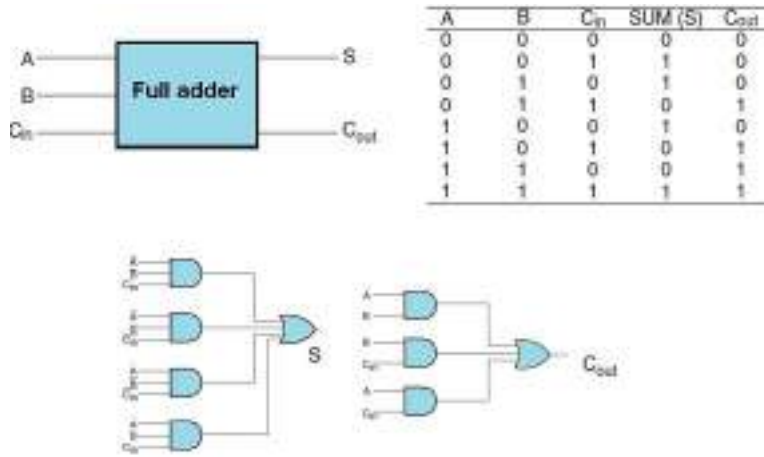 A
B
Cin
Full adder
S
Cout
A B Cin SUM (S) Cout
0 0 0 0 0
0 0 1 1 0
0 1 0 1 0
0 1 1 0 1
1 0 0 1 0
1 0 1 0 1
1 1 0 0 1
1 1 1 1 1
S
A
B
B
Cin
A
Cin
Cout